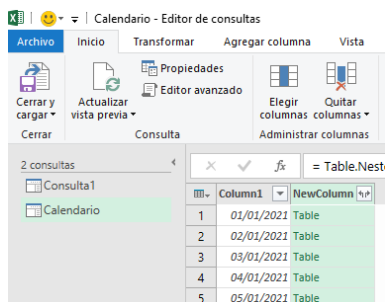 Calendario - Editor de consultas
Archivo Inicio Transformar Agregar columna Vista
Cerrar y cargar
Actualizar vista previa
Propiedades
Editor avanzado
Elegir columnas
Quitar columnas
Cerrar Consulta Administrar columnas
2 consultas
Consulta1
Calendario
fx = Table.Neste
Column1 NewColumn
1 01/01/2021 Table
2 02/01/2021 Table
3 03/01/2021 Table
4 04/01/2021 Table
5 05/01/2021 Table